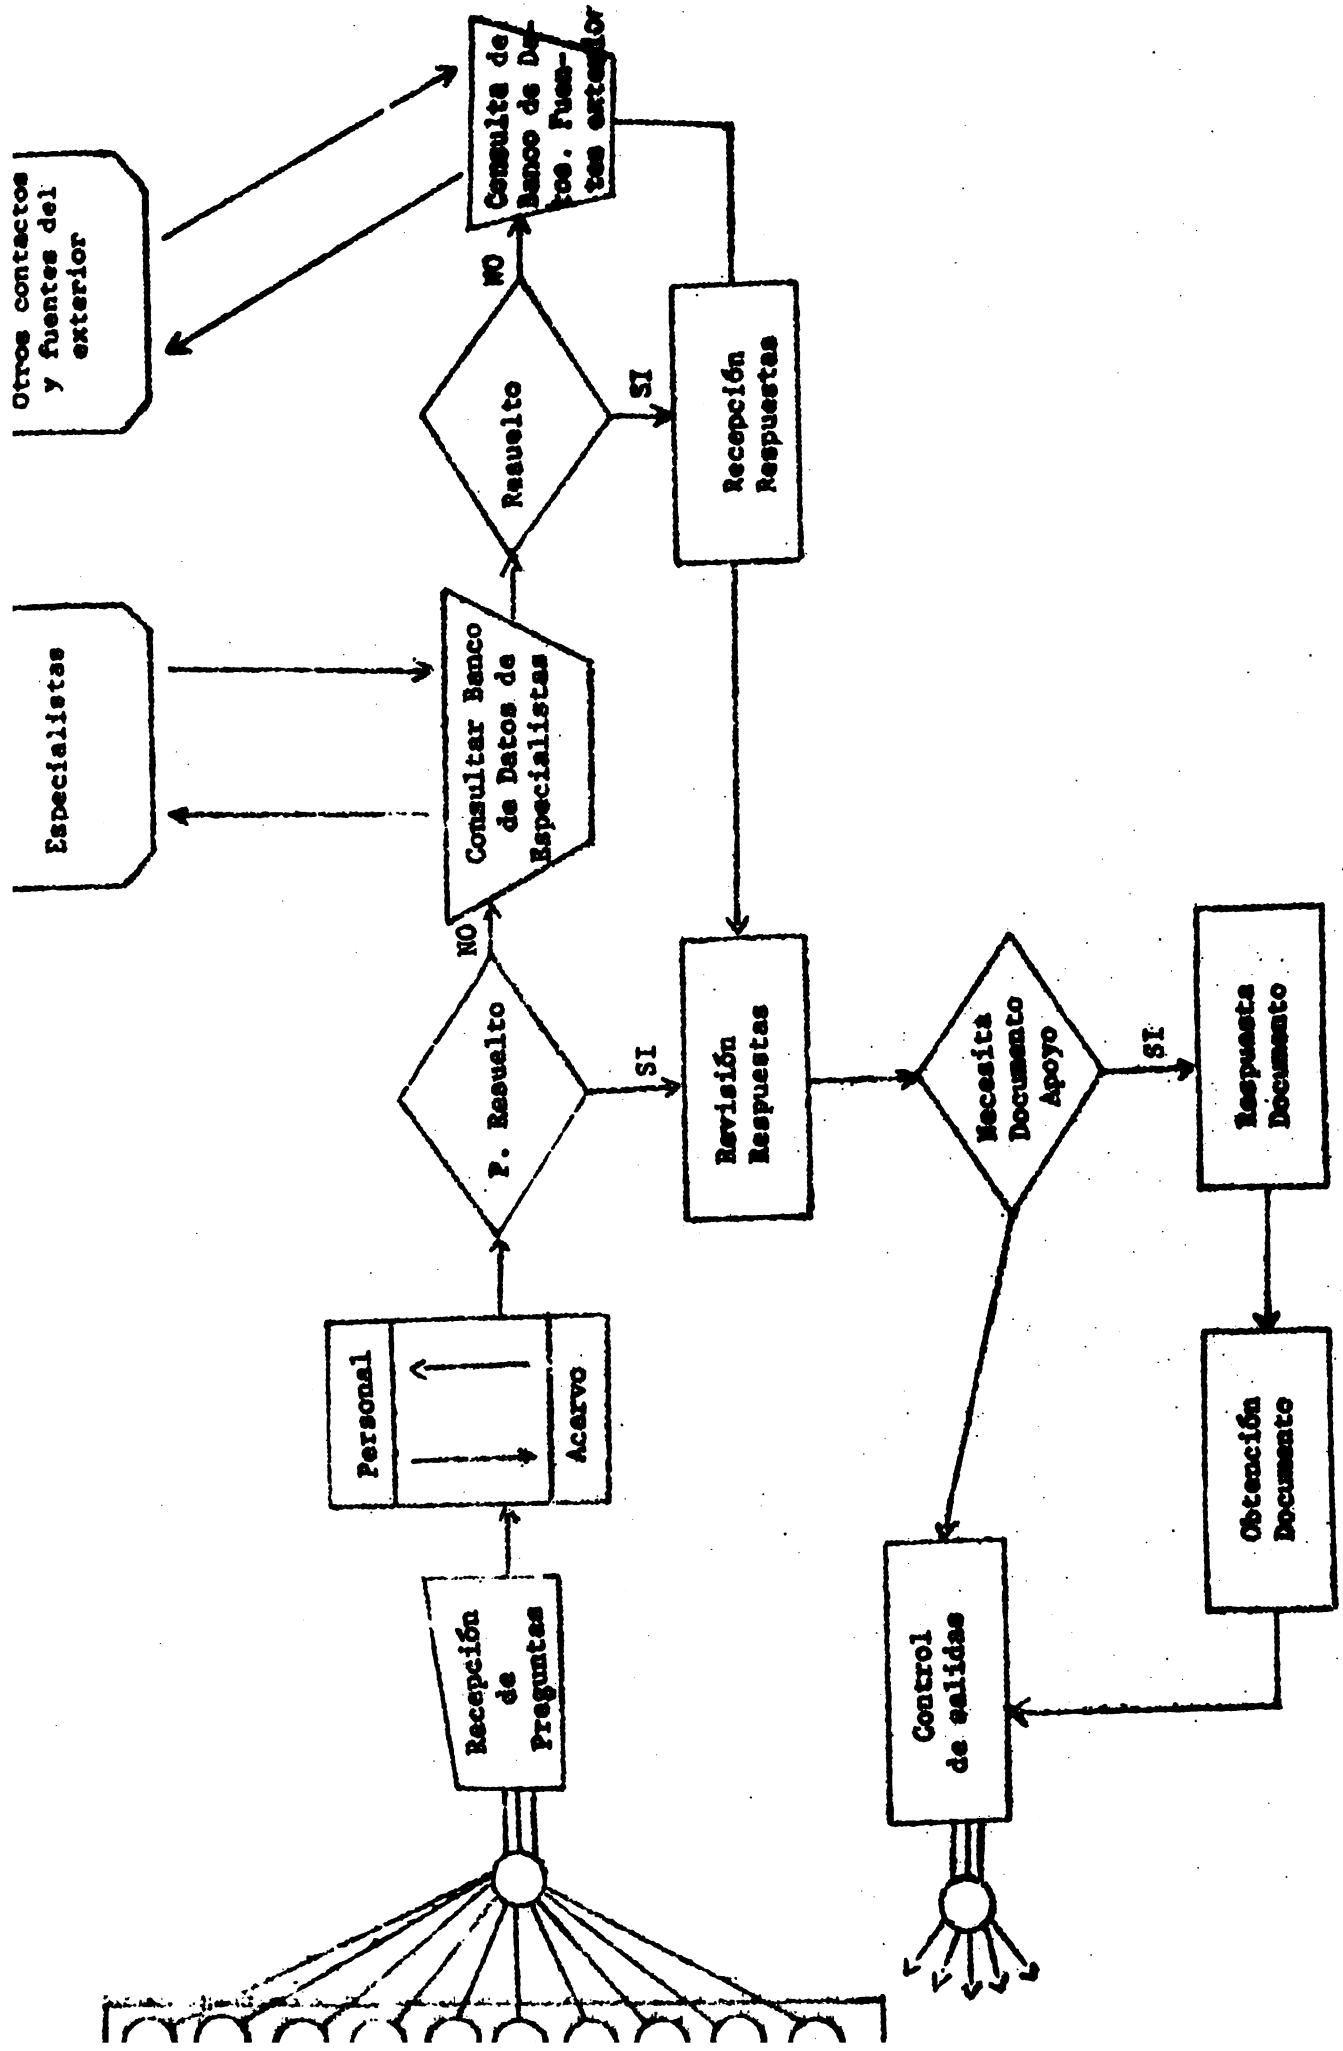 Otros contactos
y fuentes del
exterior
Especialistas
Consulta de
Banco de Da-
tos. Fuen-
tes exterior
NO
Resuelto
SI
Recepción
Respuestas
Consultar Banco
de Datos de
Especialistas
NO
P. Resuelto
SI
Revisión
Respuestas
Personal
Acervo
Recepción
de
Preguntas
Necesita
Documento
Apoyo
SI
Respuesta
Documento
Obtención
Documento
Control
de salidas